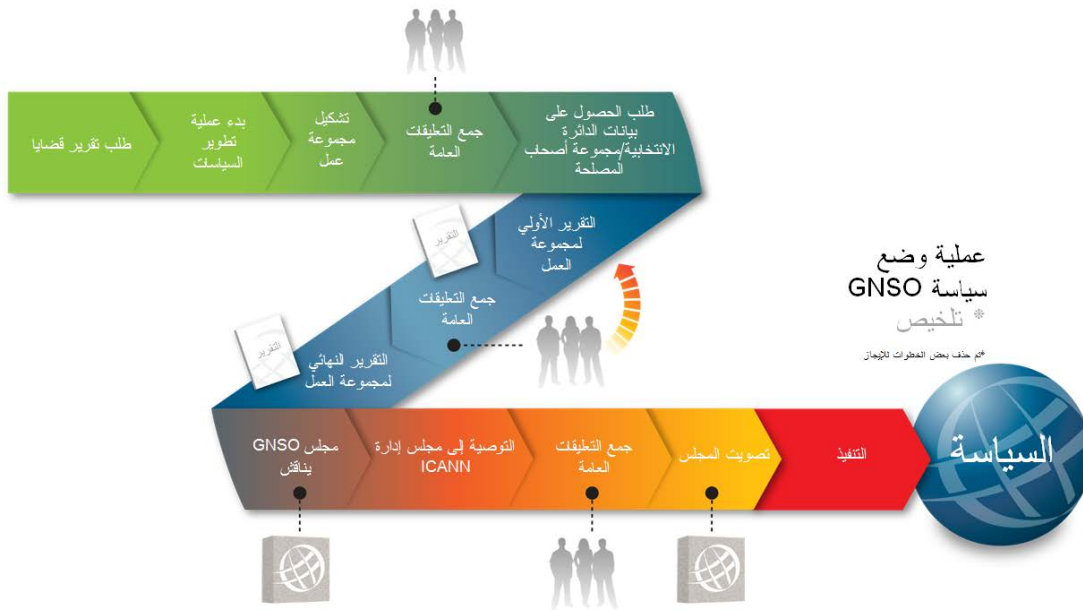 طلب تقرير قضايا
بدء عملية
تطوير
السياسات
تشكيل
مجموعة
عمل
جمع التعليقات
العامة
طلب الحصول على
بيانات الدائرة
الانتخابية/مجموعة أصحاب
المصلحة
التقرير الأولي
لمجموعة
العمل
التقرير
جمع التعليقات
العامة
التقرير
التقرير النهائي
لمجموعة العمل
عملية وضع
سياسة GNSO
* تلخيص
*تم حذف بعض الخطوات للإيجاز
مجلس GNSO
يناقش
التوصية إلى مجلس إدارة
ICANN
جمع التعليقات
العامة
تصويت المجلس
التنفيذ
السياسة